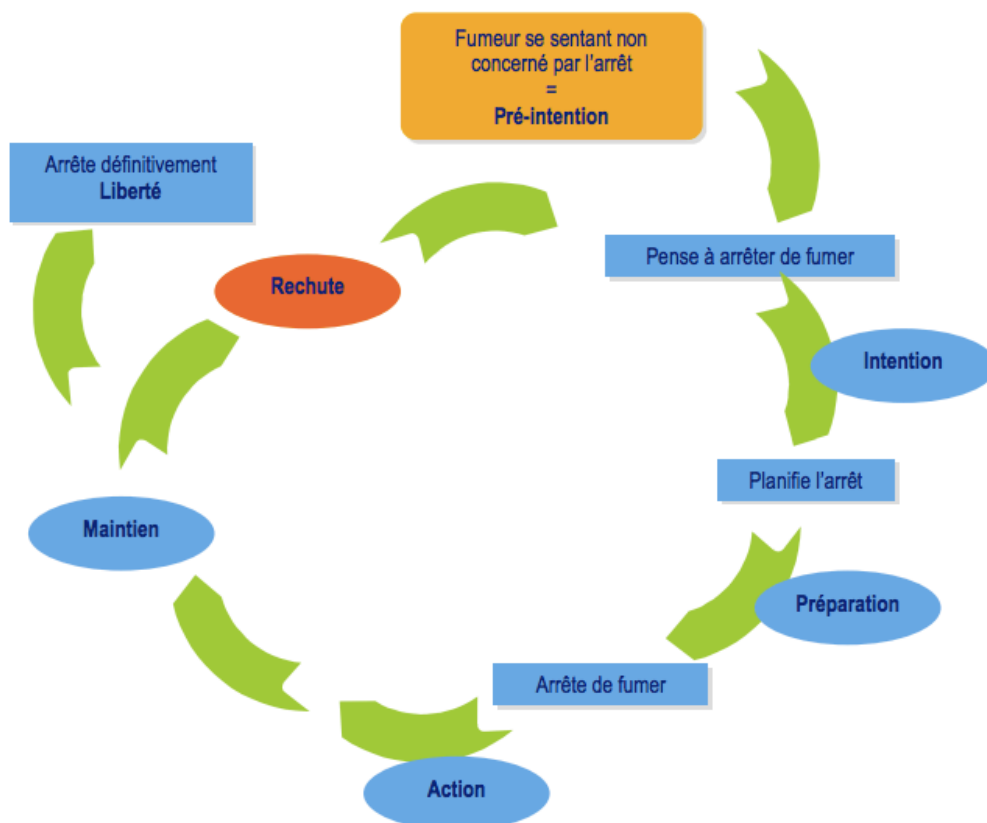 Fumeur se sentant non
concerné par l'arrêt
=
Pré-intention
Arrête définitivement
Liberté
Pense à arrêter de fumer
Rechute
Intention
Planifie l'arrêt
Maintien
Préparation
Arrête de fumer
Action